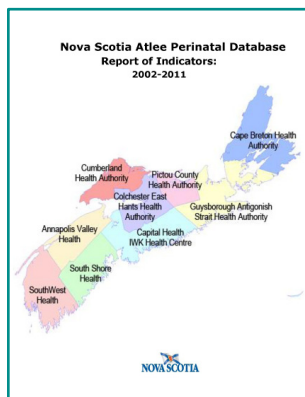 Nova Scotia Atlee Perinatal Database
Report of Indicators:
2002-2011
Cape Breton Health
Authority
Cumberland
Health Authority
Pictou County
Health Authority
Colchester East
Hants Health
Authority
Guysborough Antigonish
Strait Health Authority
Annapolis Valley
Health
Capital Health
IWK Health Centre
South Shore
Health
SouthWest
Health
NOVA SCOTIA